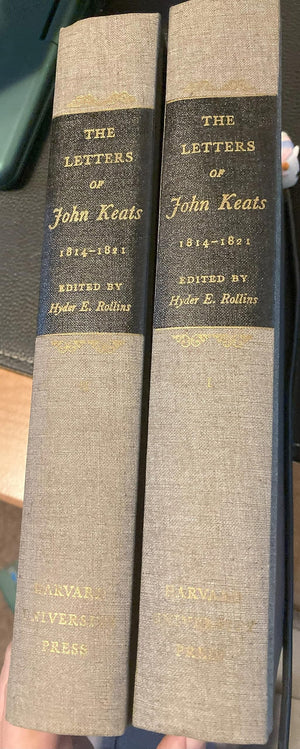 THE
LETTERS
OF
John Keats
1814–1821
EDITED BY
Hyder E. Rollins
HARVARD
UNIVERSITY
PRESS
THE
LETTERS
OF
John Keats
1814–1821
EDITED BY
Hyder E. Rollins
I
HARVARD
UNIVERSITY
PRESS